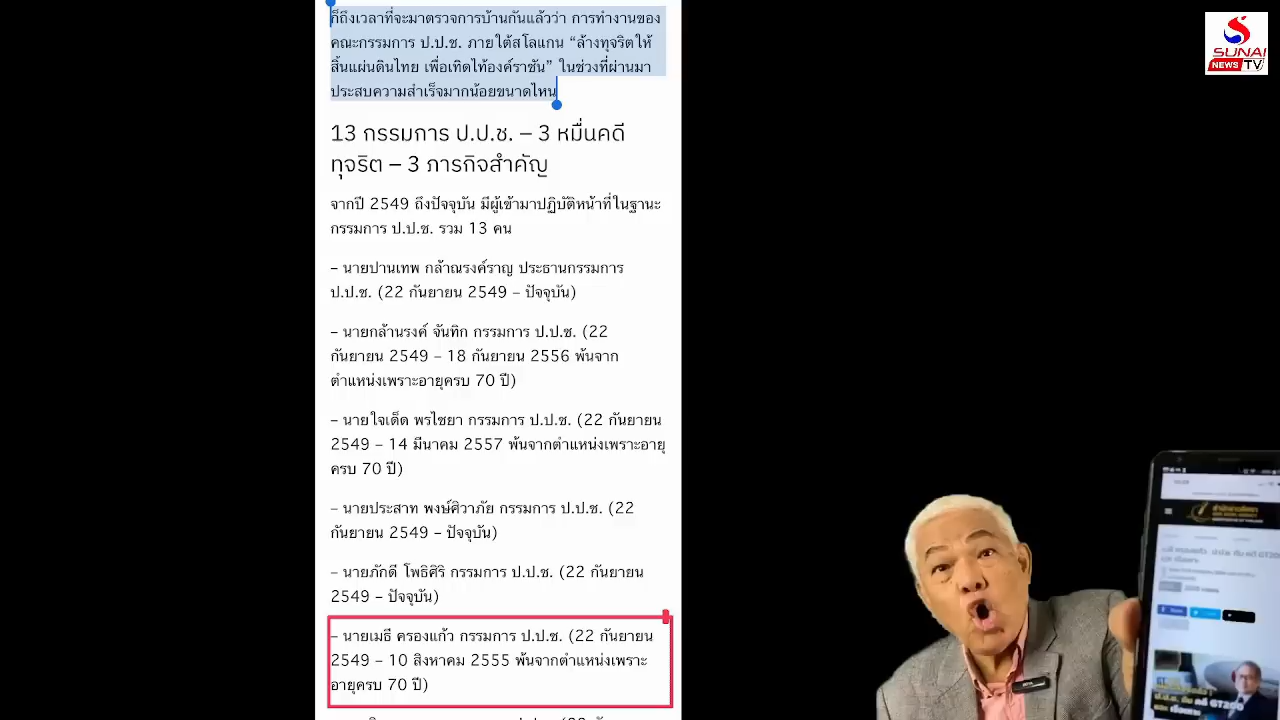 ก็ถึงเวลาที่จะมาตรวจการบ้านกันแล้วว่า การทำงานของ
คณะกรรมการ ป.ป.ช. ภายใต้สโลแกน “ล้างทุจริตให้
สิ้นแผ่นดินไทย เพื่อเทิดไท้องค์ราชัน” ในช่วงที่ผ่านมา
ประสบความสำเร็จมากน้อยขนาดไหน
13 กรรมการ ป.ป.ช. – 3 หมื่นคดี
ทุจริต – 3 ภารกิจสำคัญ
จากปี 2549 ถึงปัจจุบัน มีผู้เข้ามาปฏิบัติหน้าที่ในฐานะ
กรรมการ ป.ป.ช. รวม 13 คน
– นายปานเทพ กล้าณรงค์ราญ ประธานกรรมการ
ป.ป.ช. (22 กันยายน 2549 – ปัจจุบัน)
– นายกล้านรงค์ จันทิก กรรมการ ป.ป.ช. (22
กันยายน 2549 – 18 กันยายน 2556 พ้นจาก
ตำแหน่งเพราะอายุครบ 70 ปี)
– นายใจเด็ด พรไชยา กรรมการ ป.ป.ช. (22 กันยายน
2549 – 14 มีนาคม 2557 พ้นจากตำแหน่งเพราะอายุ
ครบ 70 ปี)
– นายประสาท พงษ์ศิวาภัย กรรมการ ป.ป.ช. (22
กันยายน 2549 – ปัจจุบัน)
– นายภักดี โพธิศิริ กรรมการ ป.ป.ช. (22 กันยายน
2549 – ปัจจุบัน)
– นายเมธี ครองแก้ว กรรมการ ป.ป.ช. (22 กันยายน
2549 – 10 สิงหาคม 2555 พ้นจากตำแหน่งเพราะ
อายุครบ 70 ปี)
SUNAI
NEWS TV
สำนักข่าวอิศรา
GT200
GT200